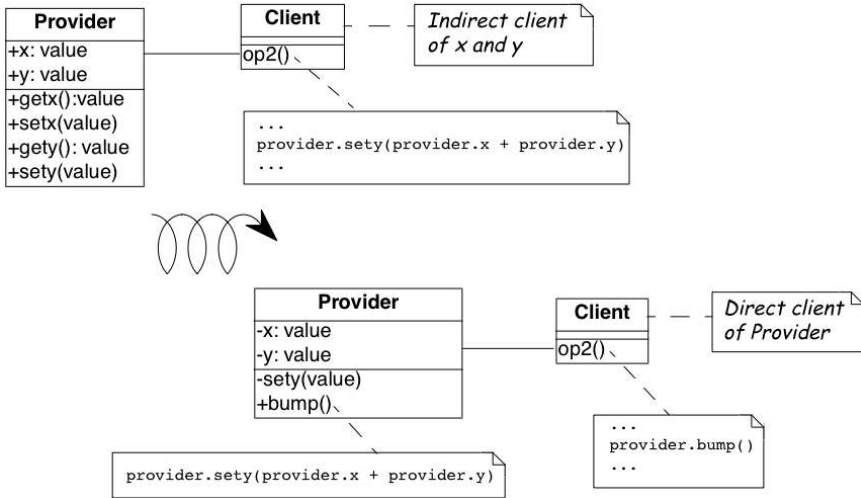 Provider
+x: value
+y: value
+getx():value
+setx(value)
+gety(): value
+sety(value)
Client
op2()
Indirect client
of x and y
...
provider.sety(provider.x + provider.y)
...
Provider
-x: value
-y: value
-sety(value)
+bump()
Client
op2()
Direct client
of Provider
...
provider.bump()
...
provider.sety(provider.x + provider.y)